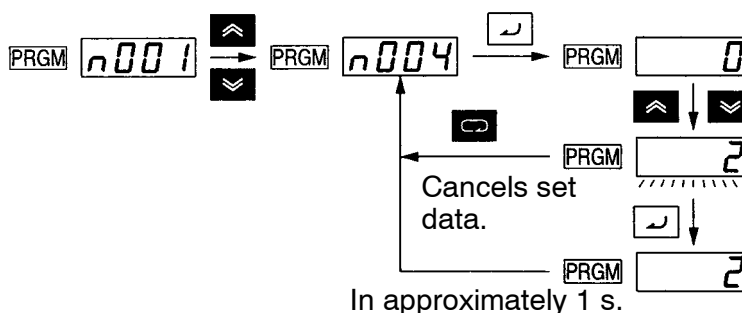 PRGM n001 PRGM n004 PRGM 0
PRGM 2
Cancels set
data.
PRGM 2
In approximately 1 s.